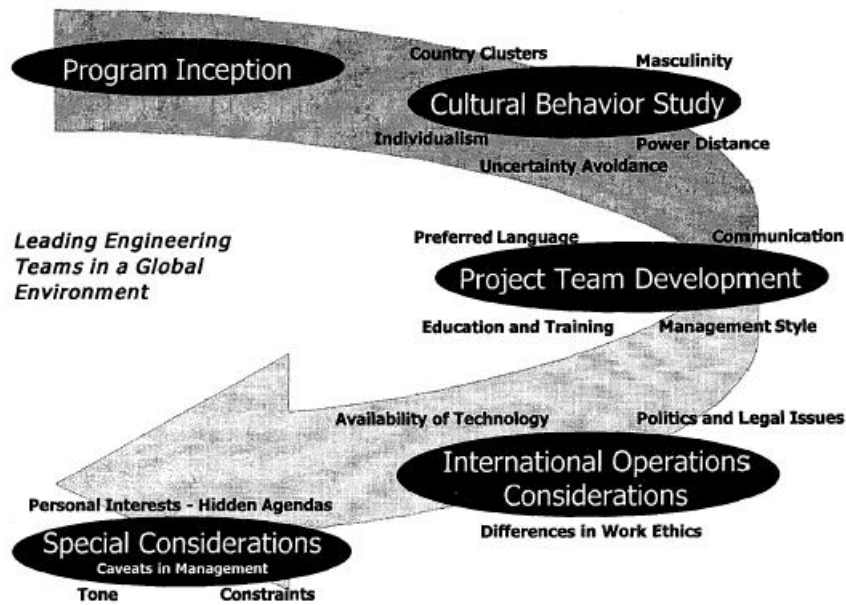 Program Inception
Country Clusters
Masculinity
Cultural Behavior Study
Individualism
Power Distance
Uncertainty Avoidance
Leading Engineering
Teams in a Global
Environment
Preferred Language
Communication
Project Team Development
Education and Training
Management Style
Availability of Technology
Politics and Legal Issues
International Operations
Considerations
Differences in Work Ethics
Personal Interests - Hidden Agendas
Special Considerations
Caveats in Management
Tone
Constraints